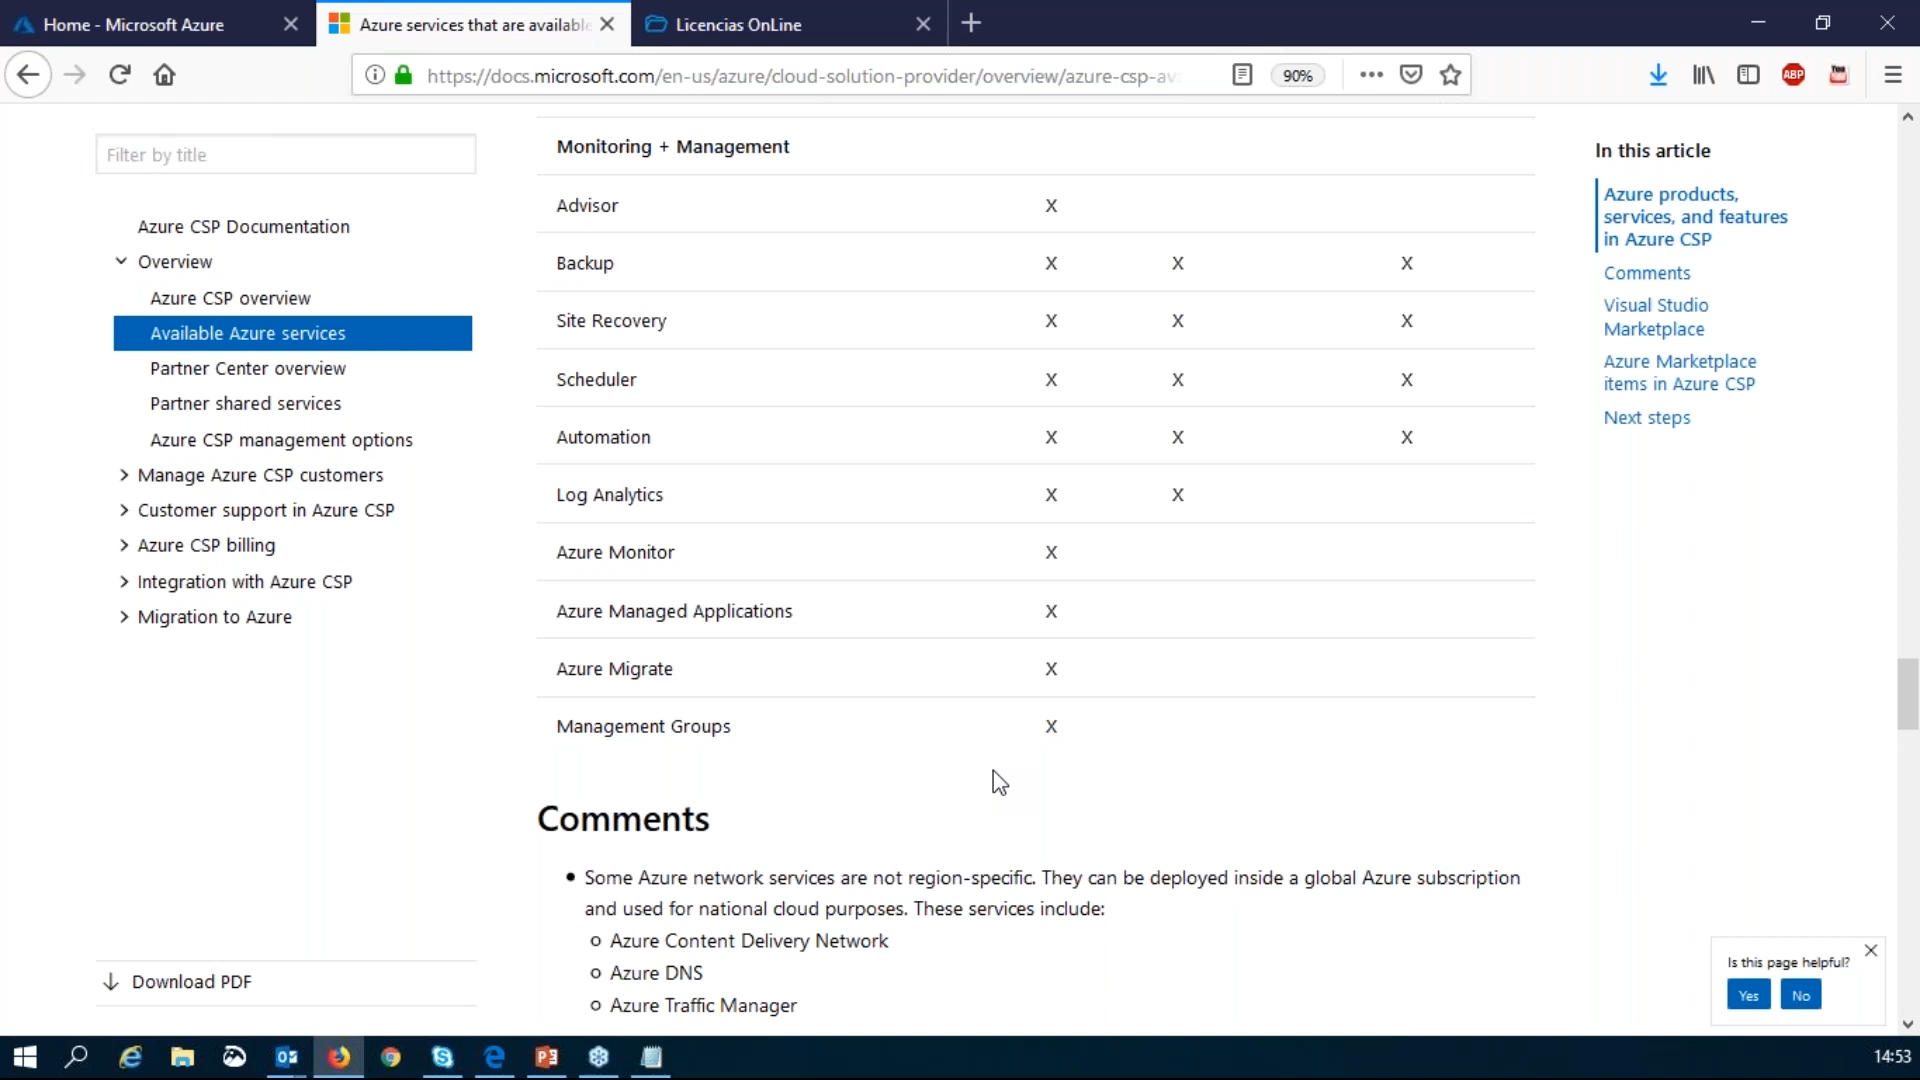 Home - Microsoft Azure
Azure services that are available
Licencias OnLine
https://docs.microsoft.com/en-us/azure/cloud-solution-provider/overview/azure-csp-av
90%
ABP
You
Filter by title
Azure CSP Documentation
Overview
Azure CSP overview
Available Azure services
Partner Center overview
Partner shared services
Azure CSP management options
Manage Azure CSP customers
Customer support in Azure CSP
Azure CSP billing
Integration with Azure CSP
Migration to Azure
Download PDF
Monitoring + Management
Advisor X
Backup X X X
Site Recovery X X X
Scheduler X X X
Automation X X X
Log Analytics X X
Azure Monitor X
Azure Managed Applications X
Azure Migrate X
Management Groups X
Comments
Some Azure network services are not region-specific. They can be deployed inside a global Azure subscription
and used for national cloud purposes. These services include:
Azure Content Delivery Network
Azure DNS
Azure Traffic Manager
In this article
Azure products,
services, and features
in Azure CSP
Comments
Visual Studio
Marketplace
Azure Marketplace
items in Azure CSP
Next steps
Is this page helpful?
Yes No
14:53